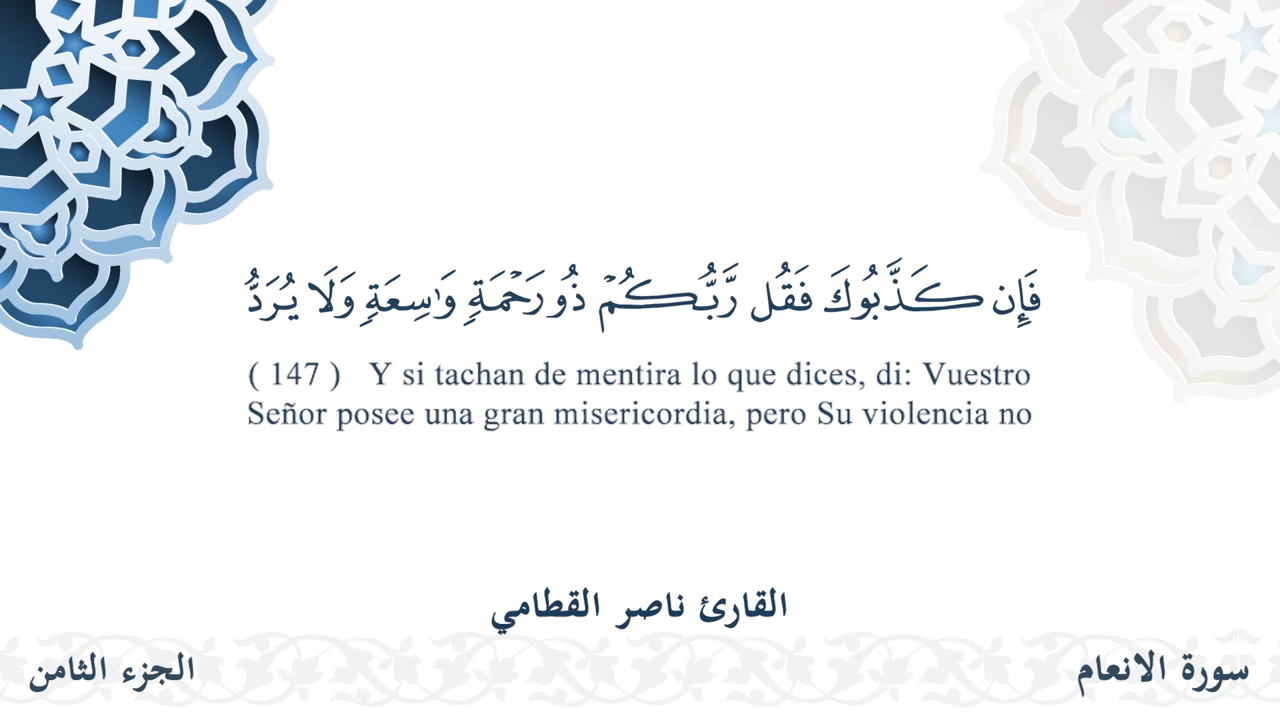 فَإِن كَذَّبُوكَ فَقُل رَّبُّكُمْ ذُو رَحْمَةٍ وَٰسِعَةٍ وَلَا يُرَدُّ
( 147 ) Y si tachan de mentira lo que dices, di: Vuestro
Señor posee una gran misericordia, pero Su violencia no
القارئ ناصر القطامي
سورة الانعام
الجزء الثامن